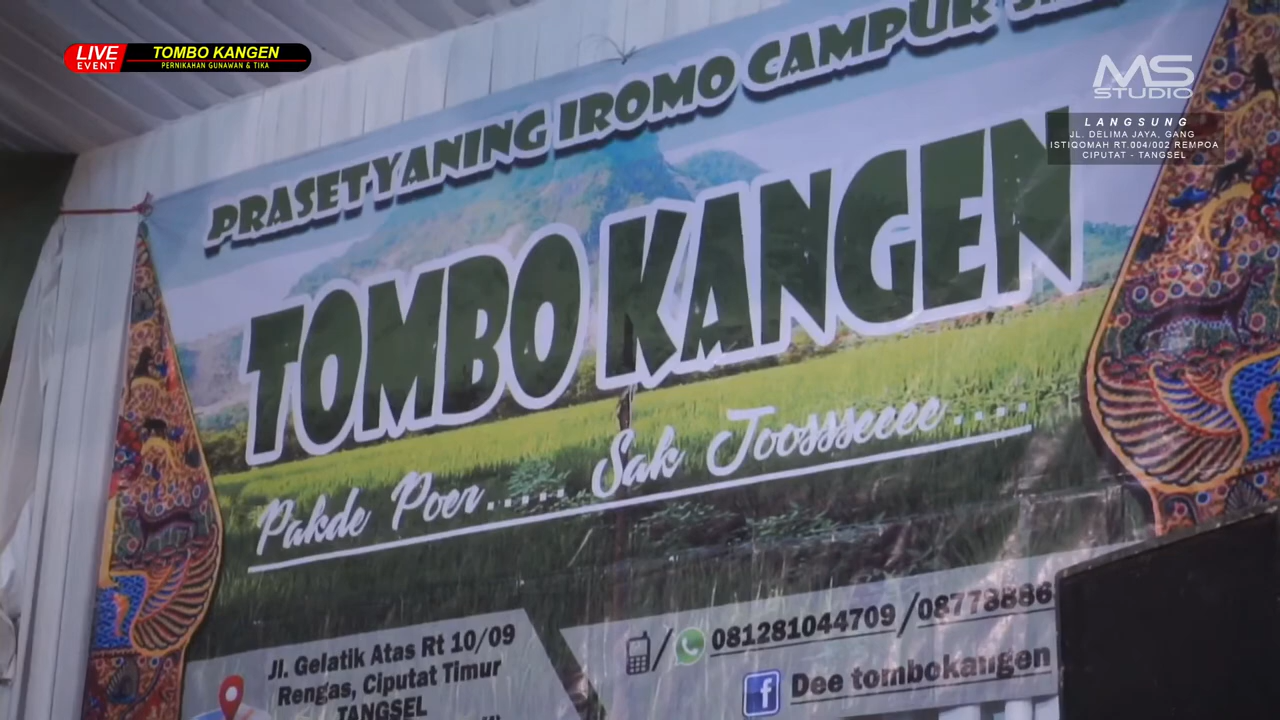 LIVE EVENT
TOMBO KANGEN
PERNIKAHAN GUNAWAN & TIKA
MS STUDIO
LANGSUNG
JL. DELIMA JAYA, GANG
ISTIQOMAH RT.004/002 REMPOA
CIPUTAT - TANGSEL
PRASETYANING IROMO CAMPUR
TOMBO KANGEN
Pakde Poer..... Sak Joossseeee....
Jl. Gelatik Atas Rt 10/09
Rengas, Ciputat Timur
TANGSEL
081281044709 /08778886
f Dee tombokangen